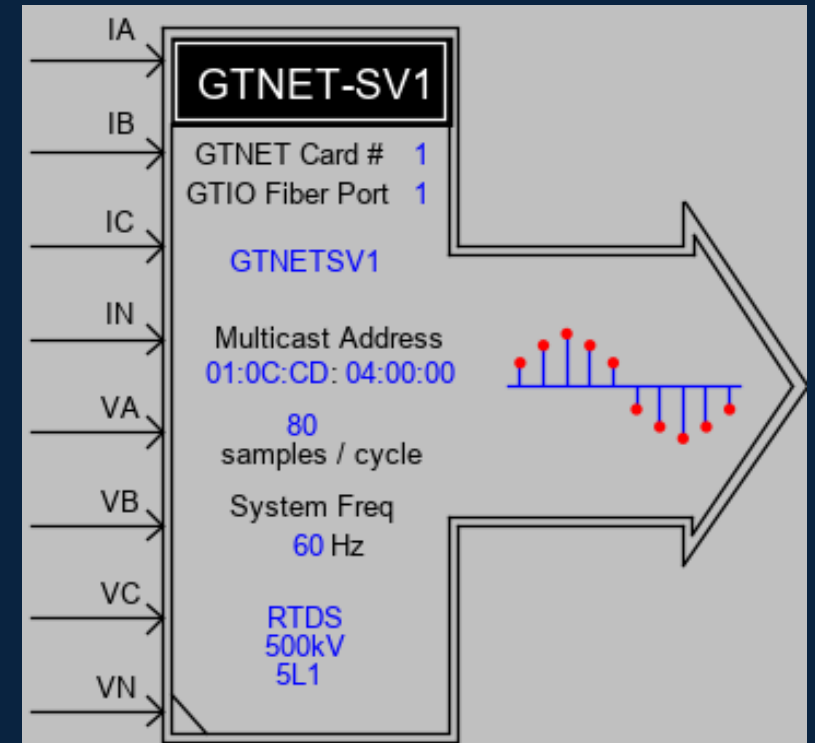 IA
GTNET-SV1
IB
GTNET Card # 1
GTIO Fiber Port 1
IC
GTNETSV1
IN
Multicast Address
01:0C:CD: 04:00:00
VA
80
samples / cycle
VB
System Freq
60 Hz
VC
RTDS
500kV
5L1
VN